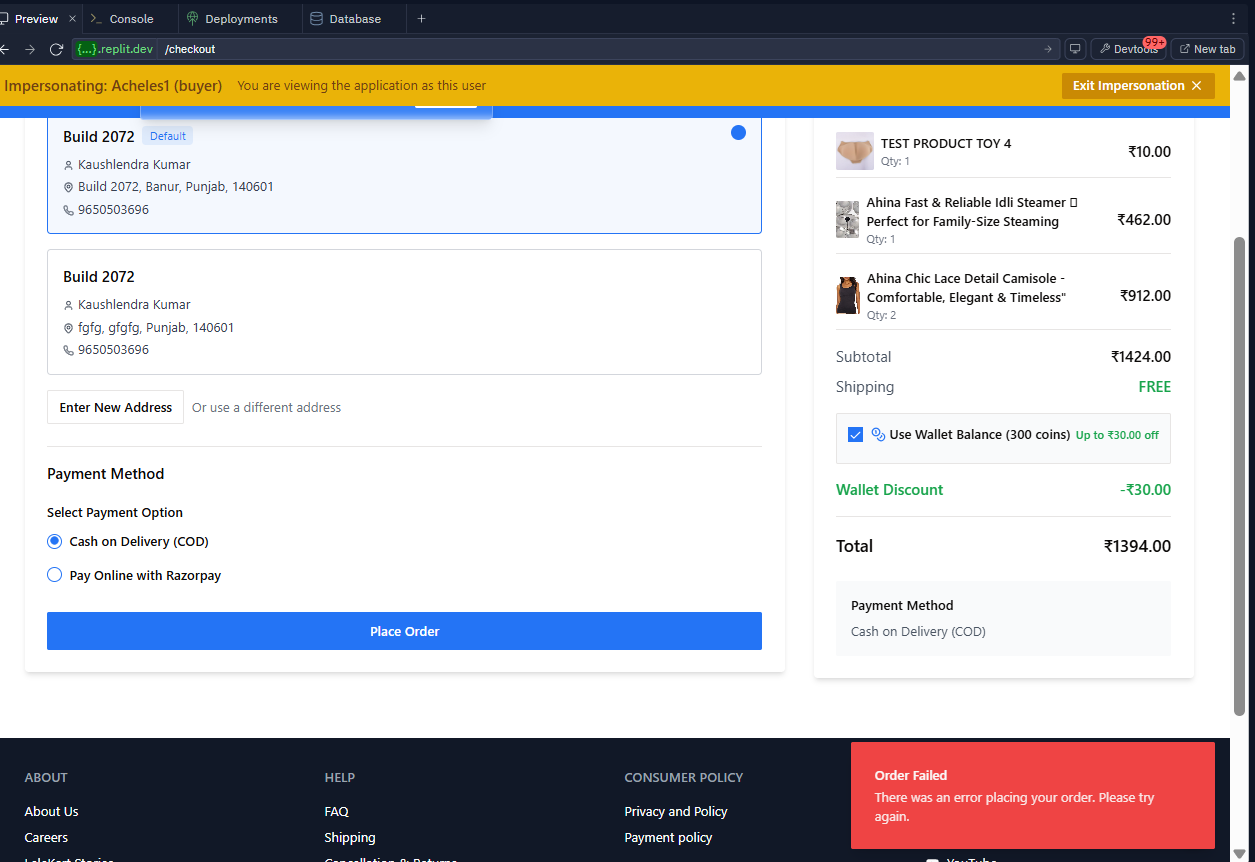 Preview
Console
Deployments
Database
{...}.replit.dev /checkout
Devtools
99+
New tab
Impersonating: Acheles1 (buyer) You are viewing the application as this user
Exit Impersonation
Build 2072 Default
Kaushlendra Kumar
Build 2072, Banur, Punjab, 140601
9650503696
Build 2072
Kaushlendra Kumar
fgfg, gfgfg, Punjab, 140601
9650503696
Enter New Address Or use a different address
Payment Method
Select Payment Option
Cash on Delivery (COD)
Pay Online with Razorpay
Place Order
TEST PRODUCT TOY 4
Qty: 1
₹10.00
Ahina Fast & Reliable Idli Steamer
Perfect for Family-Size Steaming
Qty: 1
₹462.00
Ahina Chic Lace Detail Camisole -
Comfortable, Elegant & Timeless"
Qty: 2
₹912.00
Subtotal ₹1424.00
Shipping FREE
Use Wallet Balance (300 coins) Up to ₹30.00 off
Wallet Discount -₹30.00
Total ₹1394.00
Payment Method
Cash on Delivery (COD)
ABOUT
About Us
Careers
LeleKart Stories
HELP
FAQ
Shipping
Cancellation & Returns
CONSUMER POLICY
Privacy and Policy
Payment policy
Order Failed
There was an error placing your order. Please try
again.
YouTube